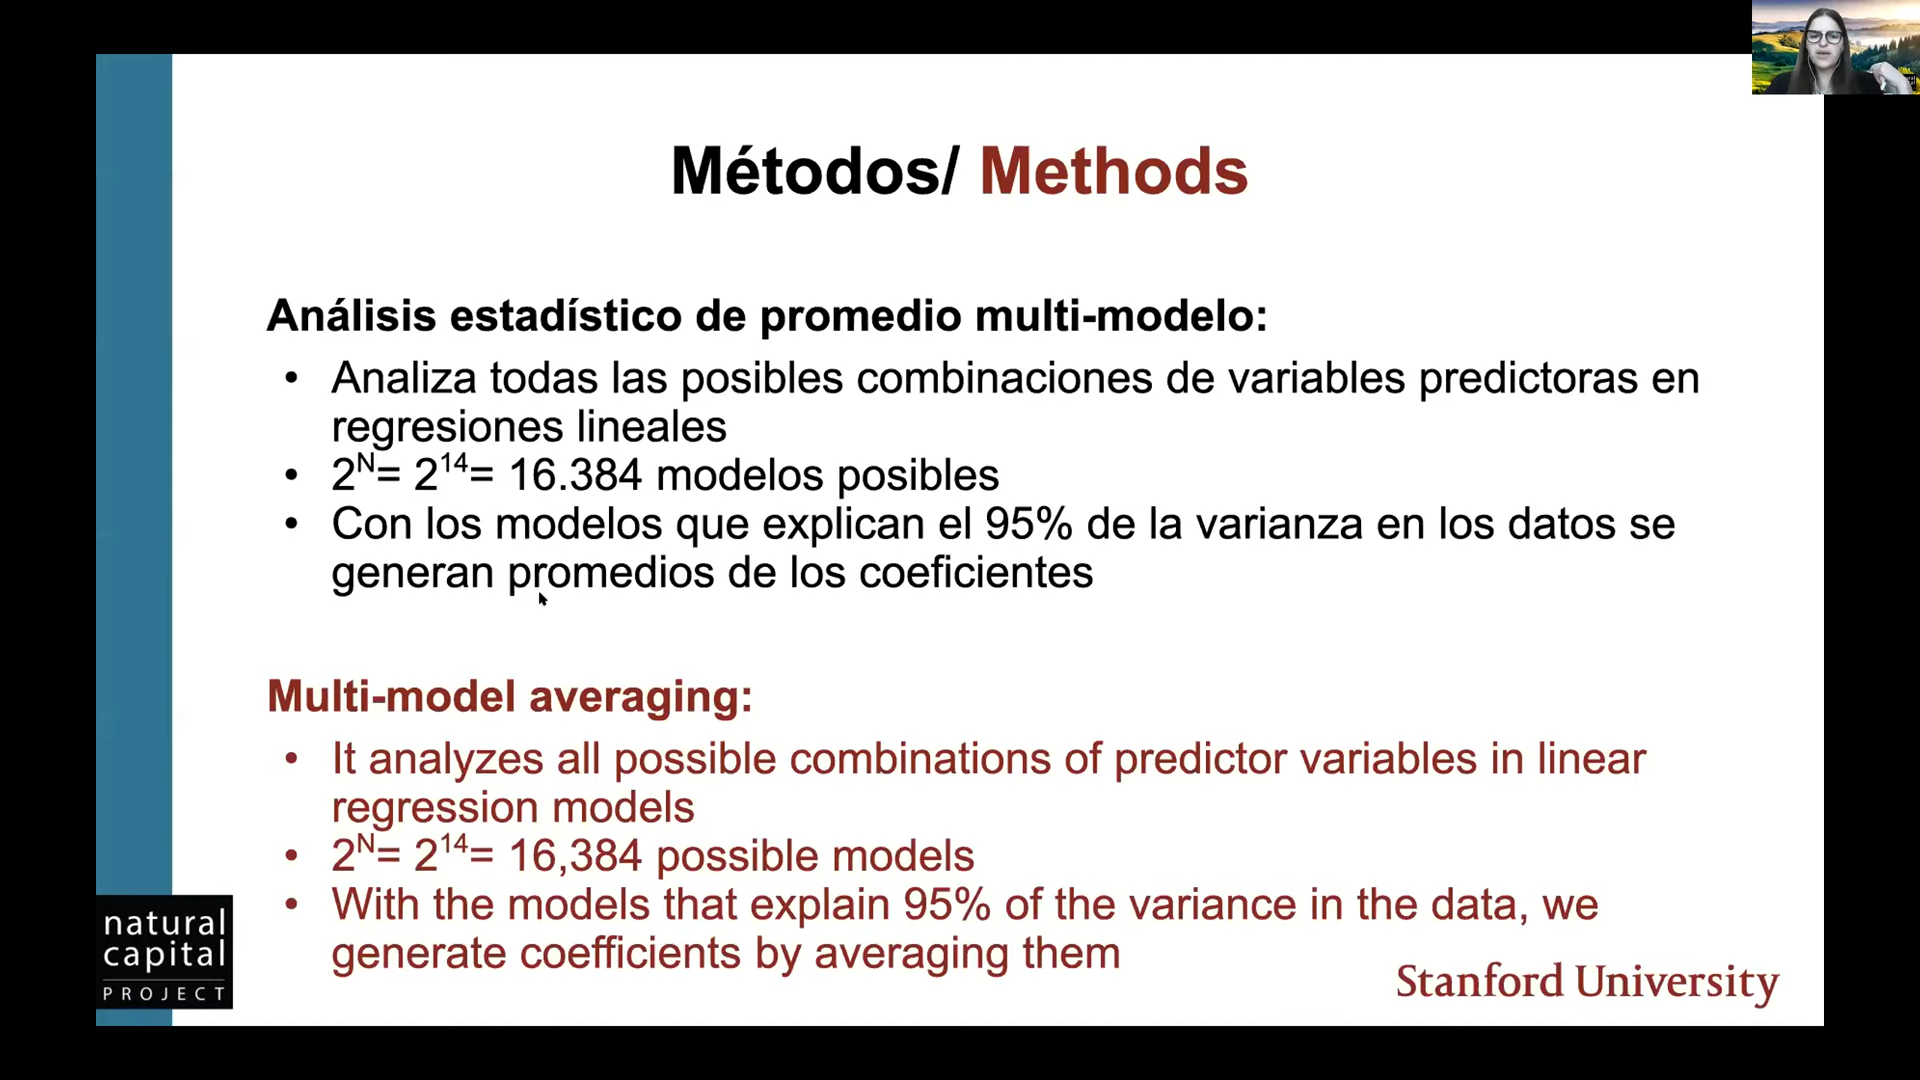 Métodos/ Methods
Análisis estadístico de promedio multi-modelo:
• Analiza todas las posibles combinaciones de variables predictoras en
regresiones lineales
• 2ᴺ= 2¹⁴= 16.384 modelos posibles
• Con los modelos que explican el 95% de la varianza en los datos se
generan promedios de los coeficientes
Multi-model averaging:
• It analyzes all possible combinations of predictor variables in linear
regression models
• 2ᴺ= 2¹⁴= 16,384 possible models
• With the models that explain 95% of the variance in the data, we
generate coefficients by averaging them
natural
capital
PROJECT
Stanford University